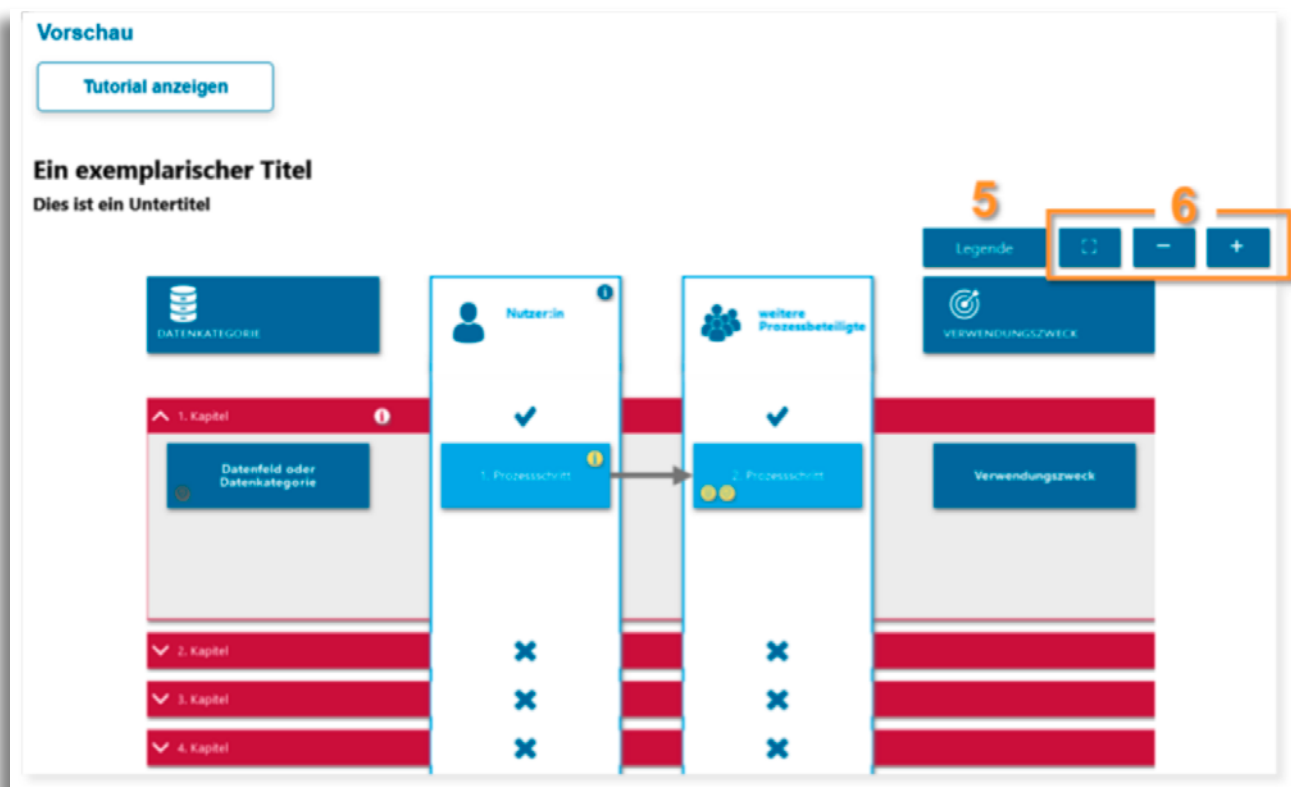 Vorschau
Tutorial anzeigen
Ein exemplarischer Titel
Dies ist ein Untertitel
5
6
Legende
DATENKATEGORIE
Nutzer:in
weitere
Prozessbeteiligte
VERWENDUNGSZWECK
1. Kapitel
Datenfeld oder
Datenkategorie
1. Prozessschritt
2. Prozessschritt
Verwendungszweck
2. Kapitel
3. Kapitel
4. Kapitel